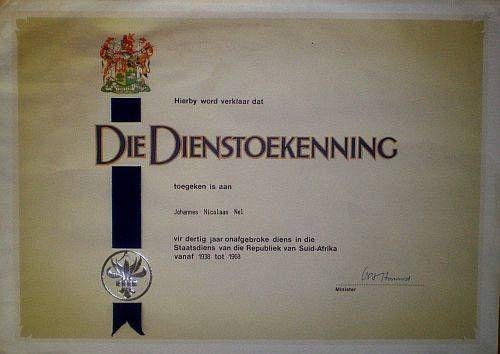 Hierby word verklaar dat
DIE DIENSTOEKENNING
toegeken is aan
Johannes Nicolaas Nel
vir dertig jaar onafgebroke diens in die
Staatsdiens van die Republiek van Suid-Afrika
vanaf 1938 tot 1968
Minister